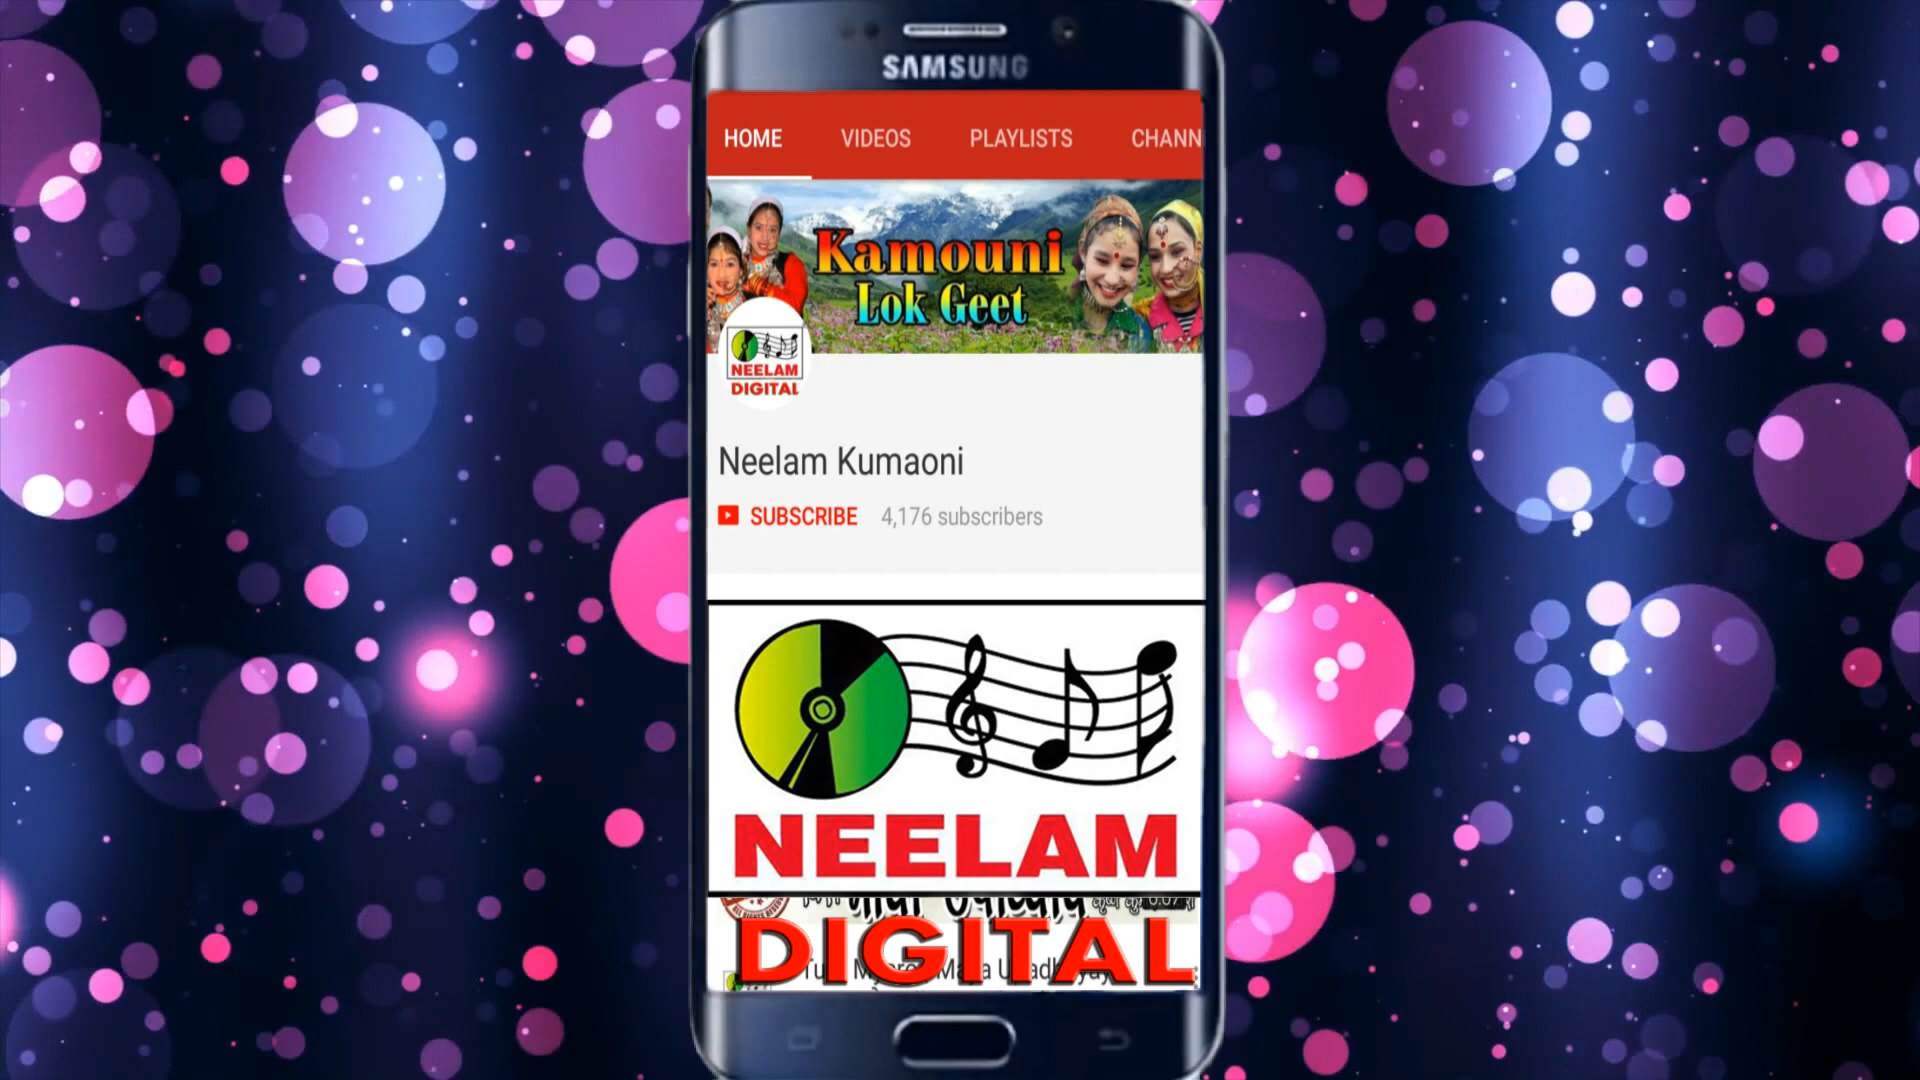 SAMSUNG
HOME VIDEOS PLAYLISTS CHANN
Kamouni
Lok Geet
NEELAM
DIGITAL
Neelam Kumaoni
SUBSCRIBE 4,176 subscribers
NEELAM
DIGITAL